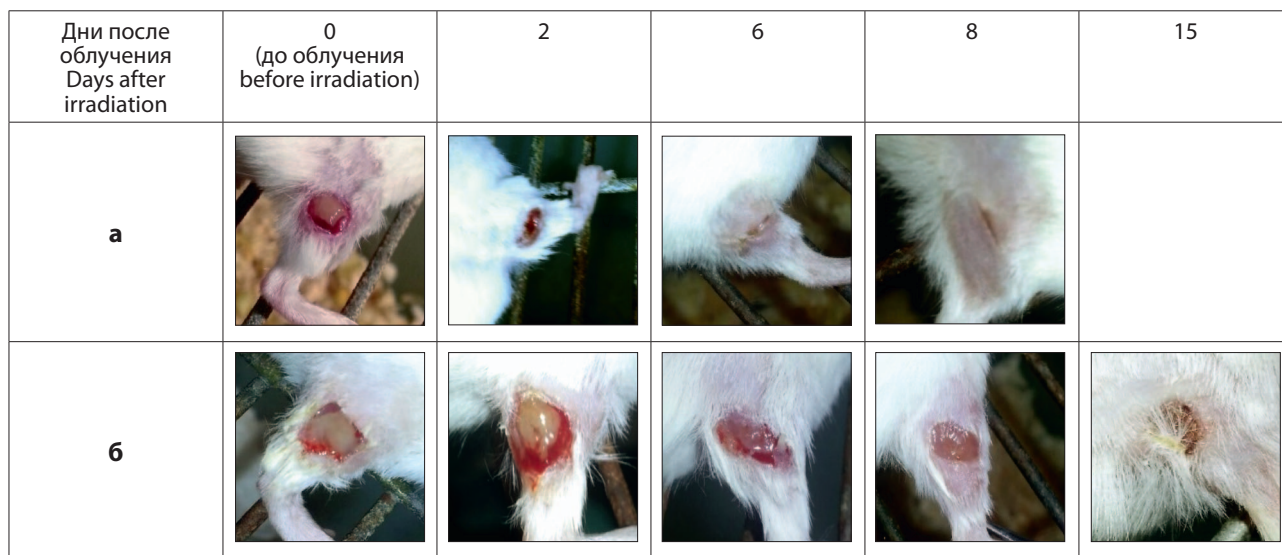 Дни после
облучения
Days after
irradiation
0
(до облучения
before irradiation)
2
6
8
15
а
б